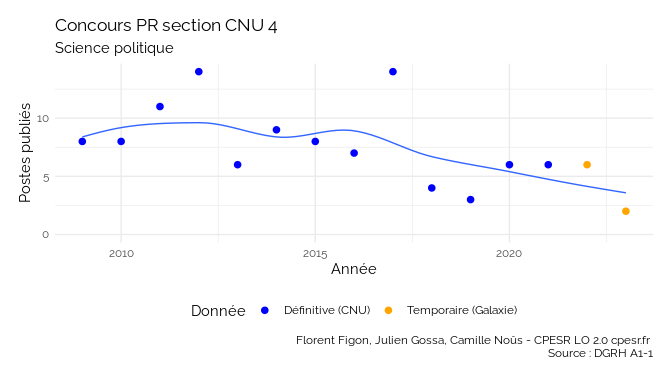 Concours PR section CNU 4
Science politique
Postes publiés
10
5
0
2010
2015
2020
Année
Donnée
Définitive (CNU)
Temporaire (Galaxie)
Florent Figon, Julien Gossa, Camille Noûs - CPESR LO 2.0 cpesr.fr
Source : DGRH A1-1